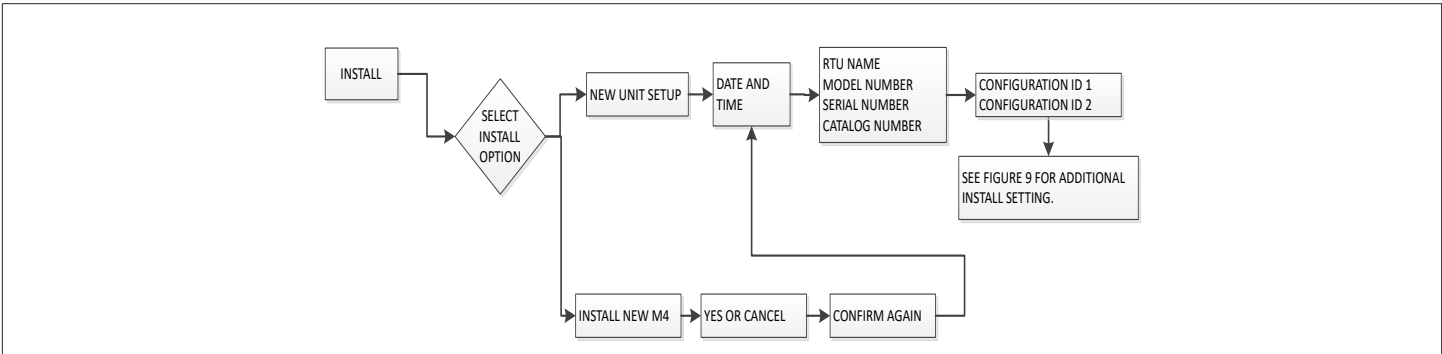 INSTALL
SELECT
INSTALL
OPTION
NEW UNIT SETUP
DATE AND
TIME
RTU NAME
MODEL NUMBER
SERIAL NUMBER
CATALOG NUMBER
CONFIGURATION ID 1
CONFIGURATION ID 2
SEE FIGURE 9 FOR ADDITIONAL
INSTALL SETTING.
INSTALL NEW M4
YES OR CANCEL
CONFIRM AGAIN